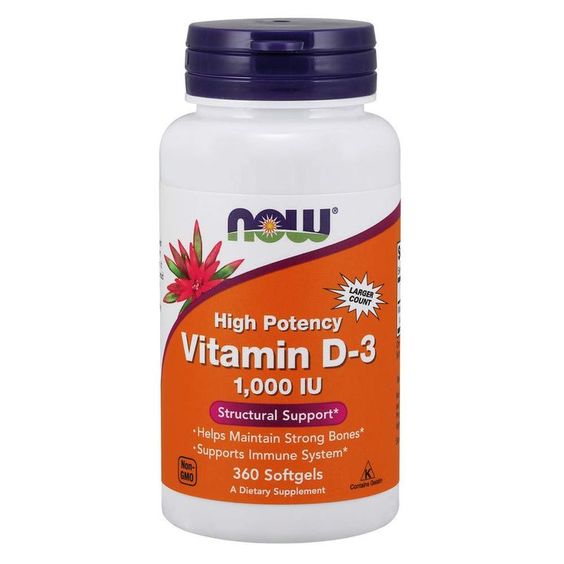 NOW®
LARGER
COUNT
High Potency
Vitamin D-3
1,000 IU
Structural Support*
•Helps Maintain Strong Bones*
•Supports Immune System*
360 Softgels
A Dietary Supplement
Non-
GMO
K
Contains Gelatin